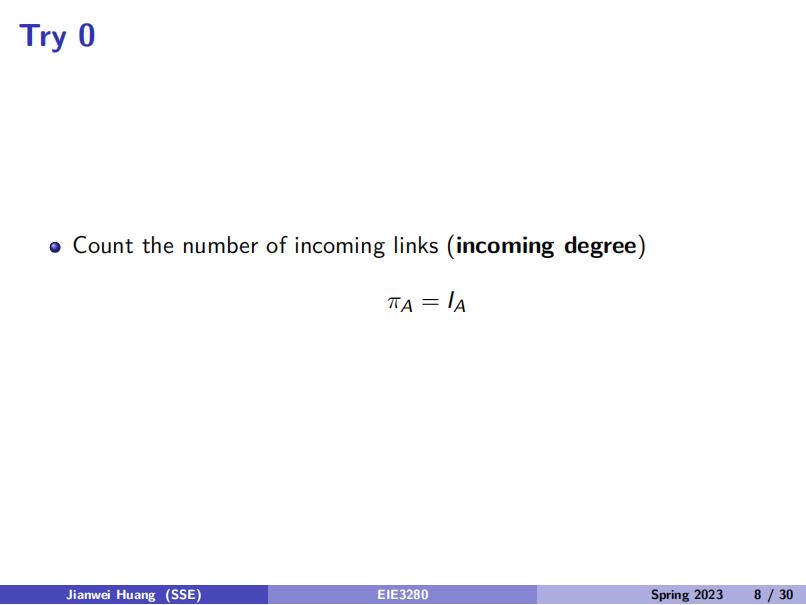 Try 0
Count the number of incoming links (incoming degree)
π_A = I_A
Jianwei Huang (SSE) EIE3280 Spring 2023 8 / 30